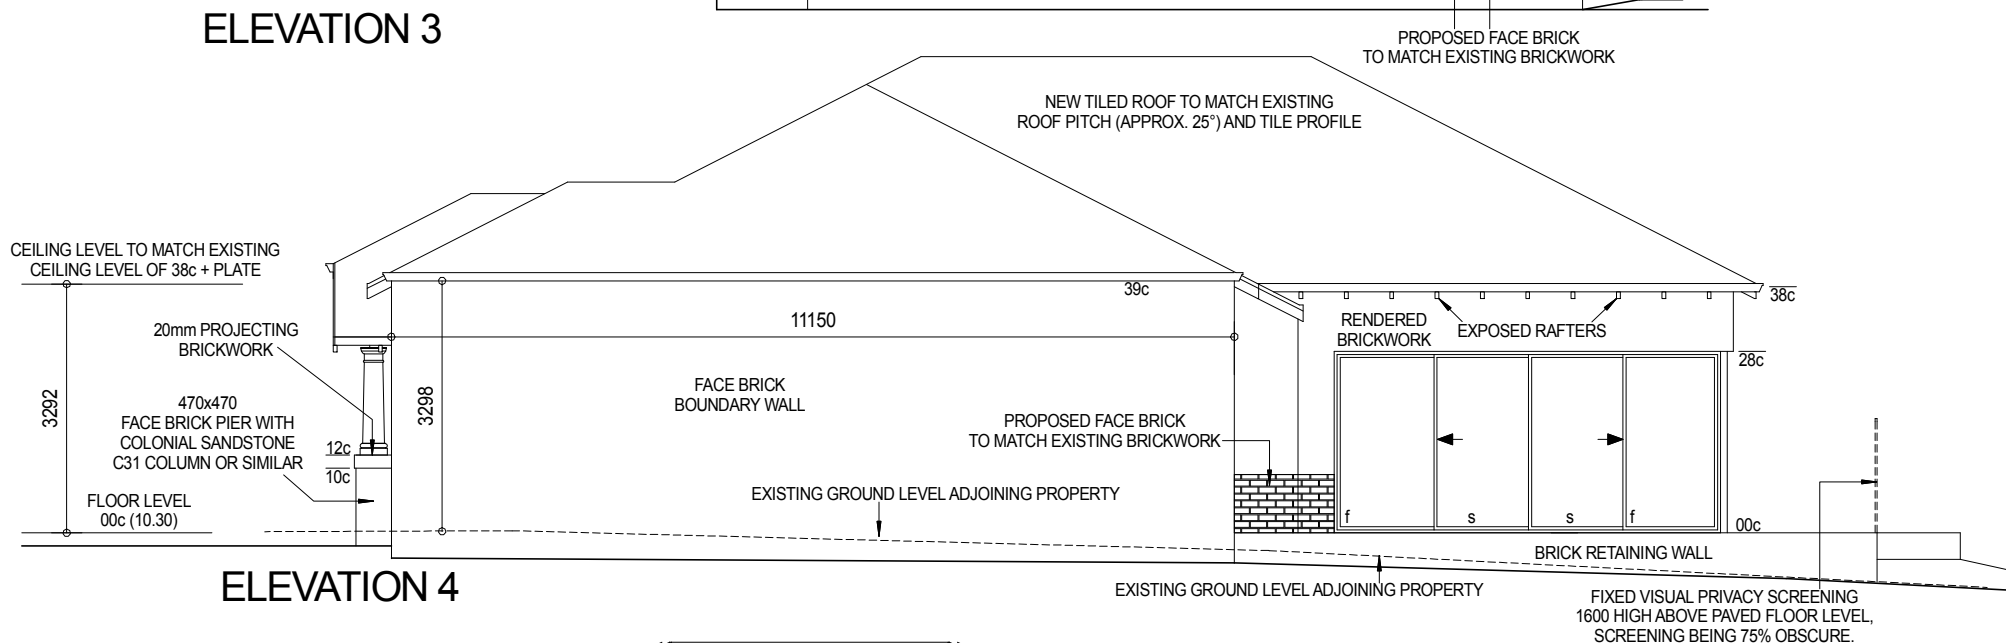 ELEVATION 3
PROPOSED FACE BRICK
TO MATCH EXISTING BRICKWORK
NEW TILED ROOF TO MATCH EXISTING
ROOF PITCH (APPROX. 25°) AND TILE PROFILE
CEILING LEVEL TO MATCH EXISTING
CEILING LEVEL OF 38c + PLATE
39c
38c
11150
RENDERED
BRICKWORK
EXPOSED RAFTERS
20mm PROJECTING
BRICKWORK
28c
3292
3298
FACE BRICK
BOUNDARY WALL
470x470
FACE BRICK PIER WITH
COLONIAL SANDSTONE
C31 COLUMN OR SIMILAR
12c
10c
PROPOSED FACE BRICK
TO MATCH EXISTING BRICKWORK
FLOOR LEVEL
00c (10.30)
EXISTING GROUND LEVEL ADJOINING PROPERTY
f
s
s
f
00c
BRICK RETAINING WALL
ELEVATION 4
EXISTING GROUND LEVEL ADJOINING PROPERTY
FIXED VISUAL PRIVACY SCREENING
1600 HIGH ABOVE PAVED FLOOR LEVEL,
SCREENING BEING 75% OBSCURE.